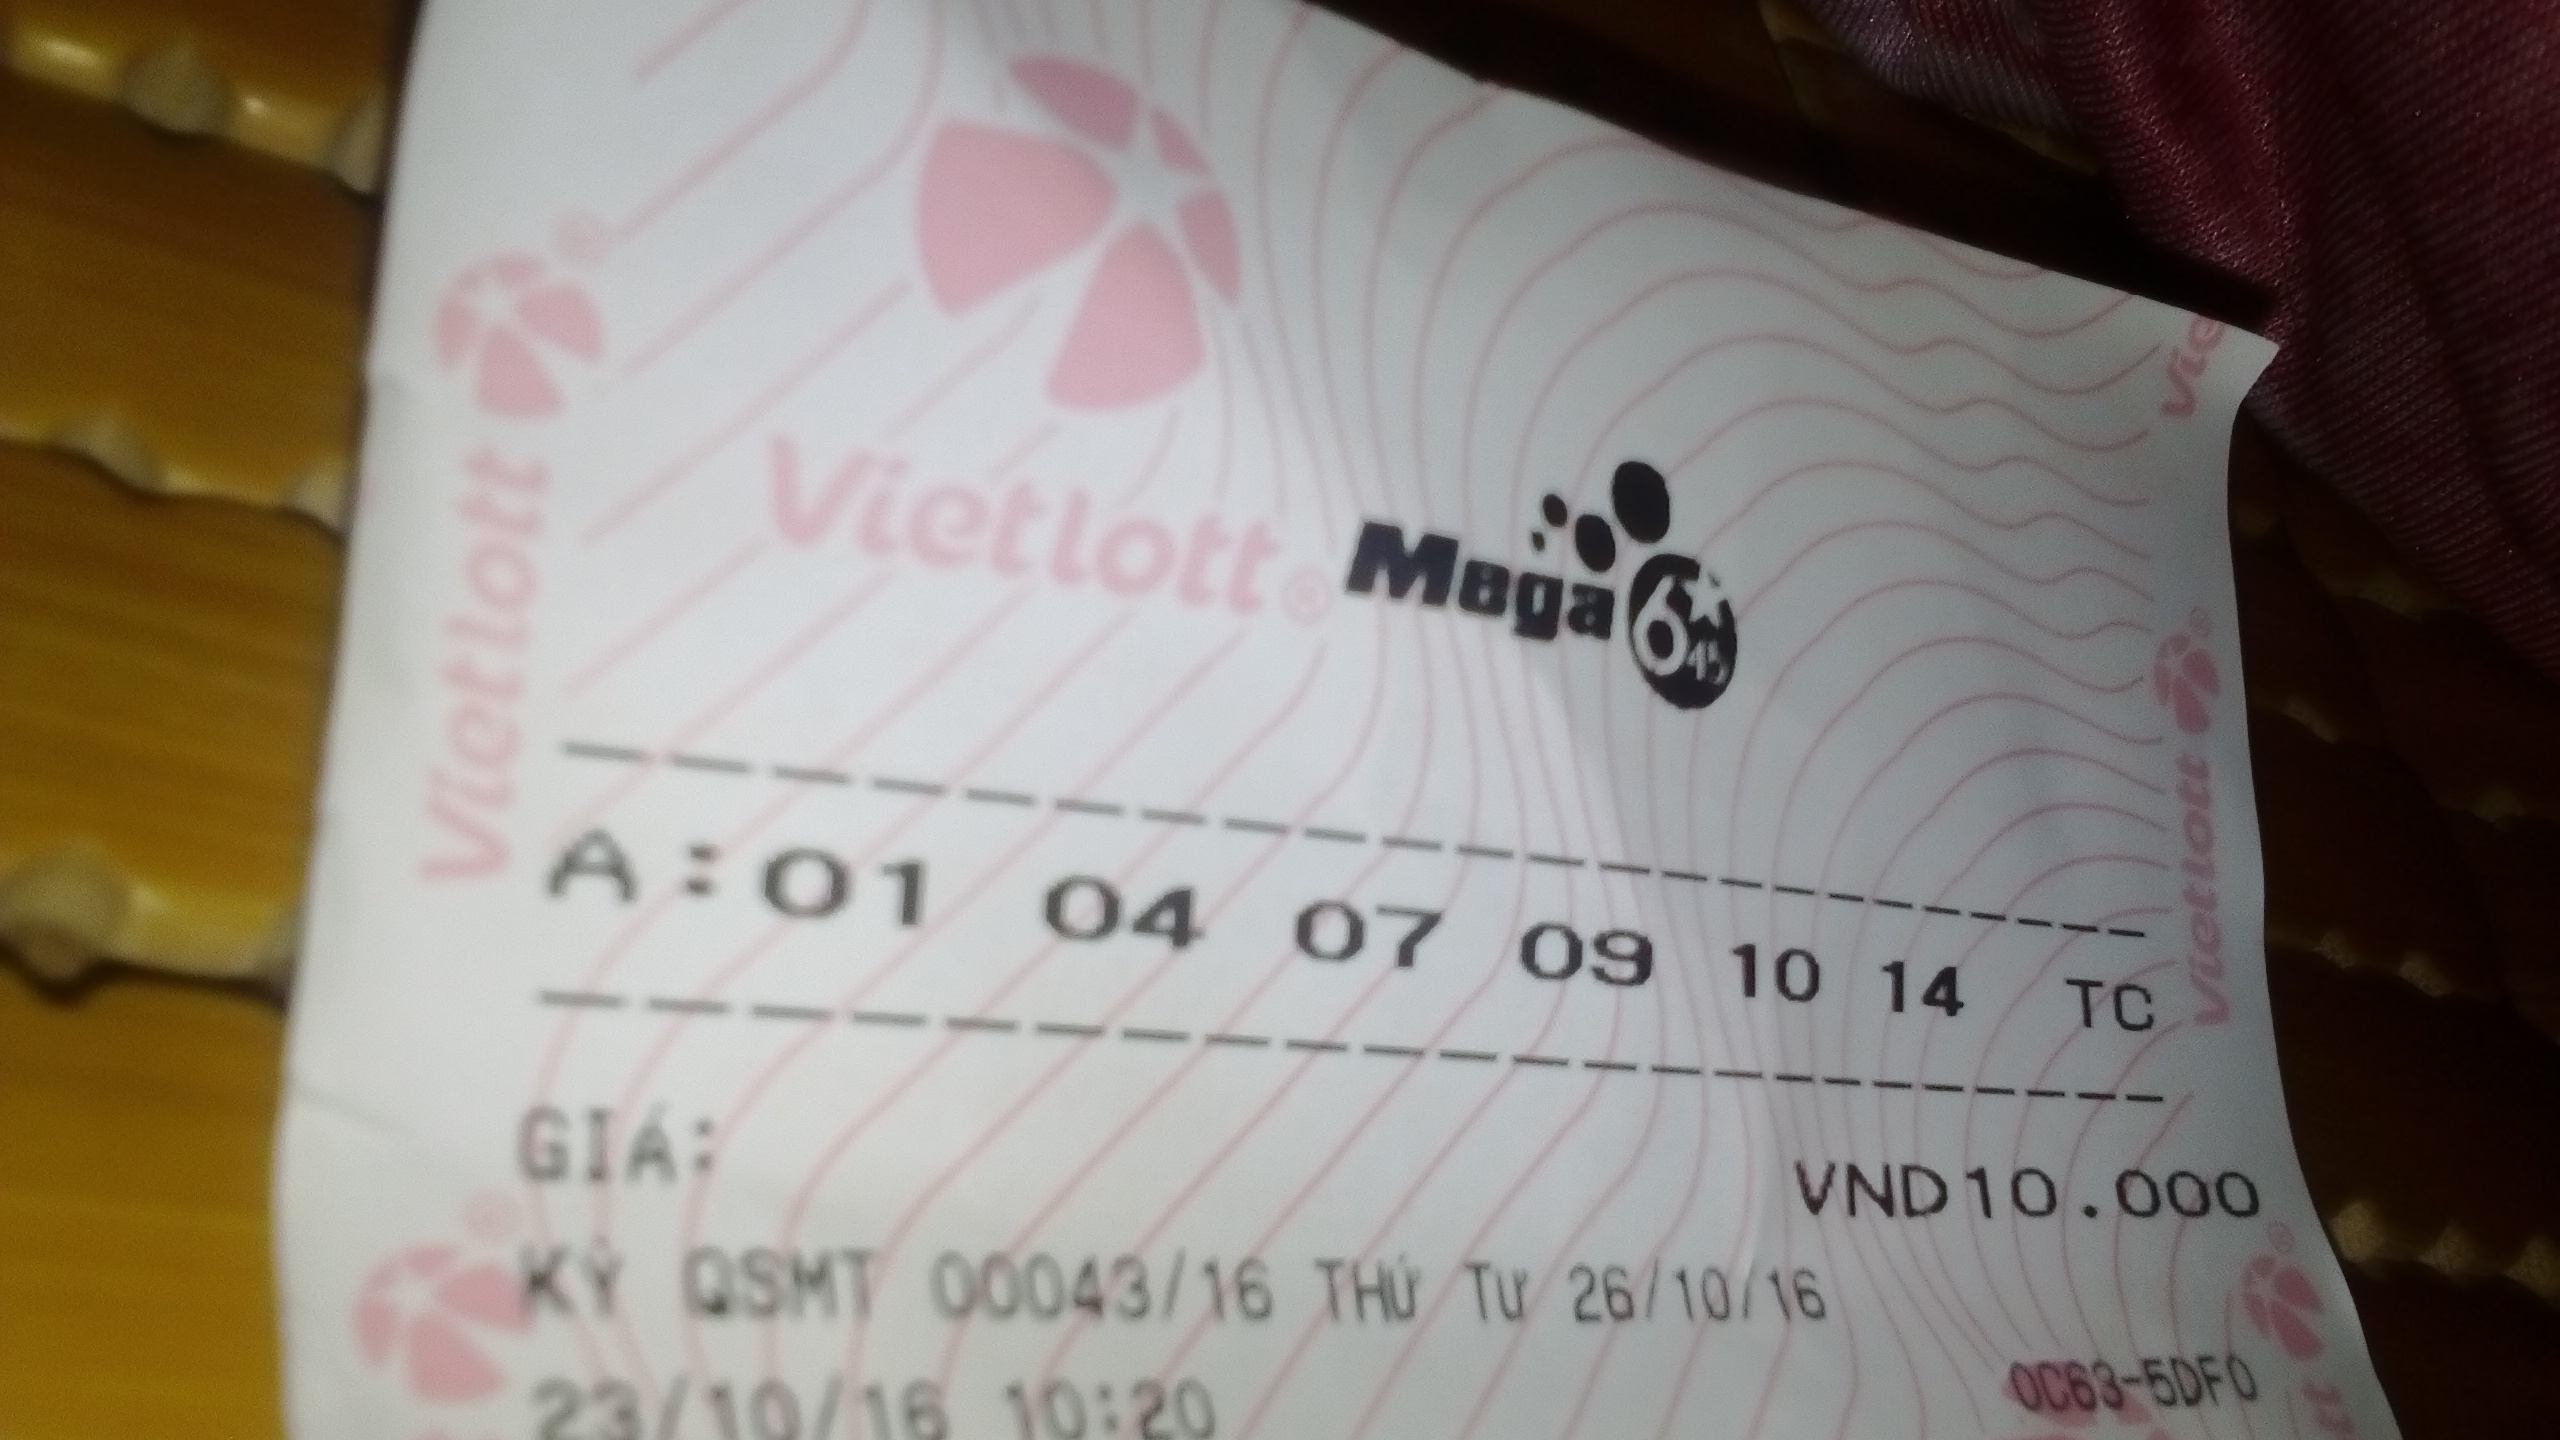 Vietlott
Vietlott® Mega 6/45
Vie
Vietlott
A:01 04 07 09 10 14 TC
GIÁ: VND10.000
KỲ QSMT 00043/16 THỨ TƯ 26/10/16
0C63-5DF0
23/10/16 10:20